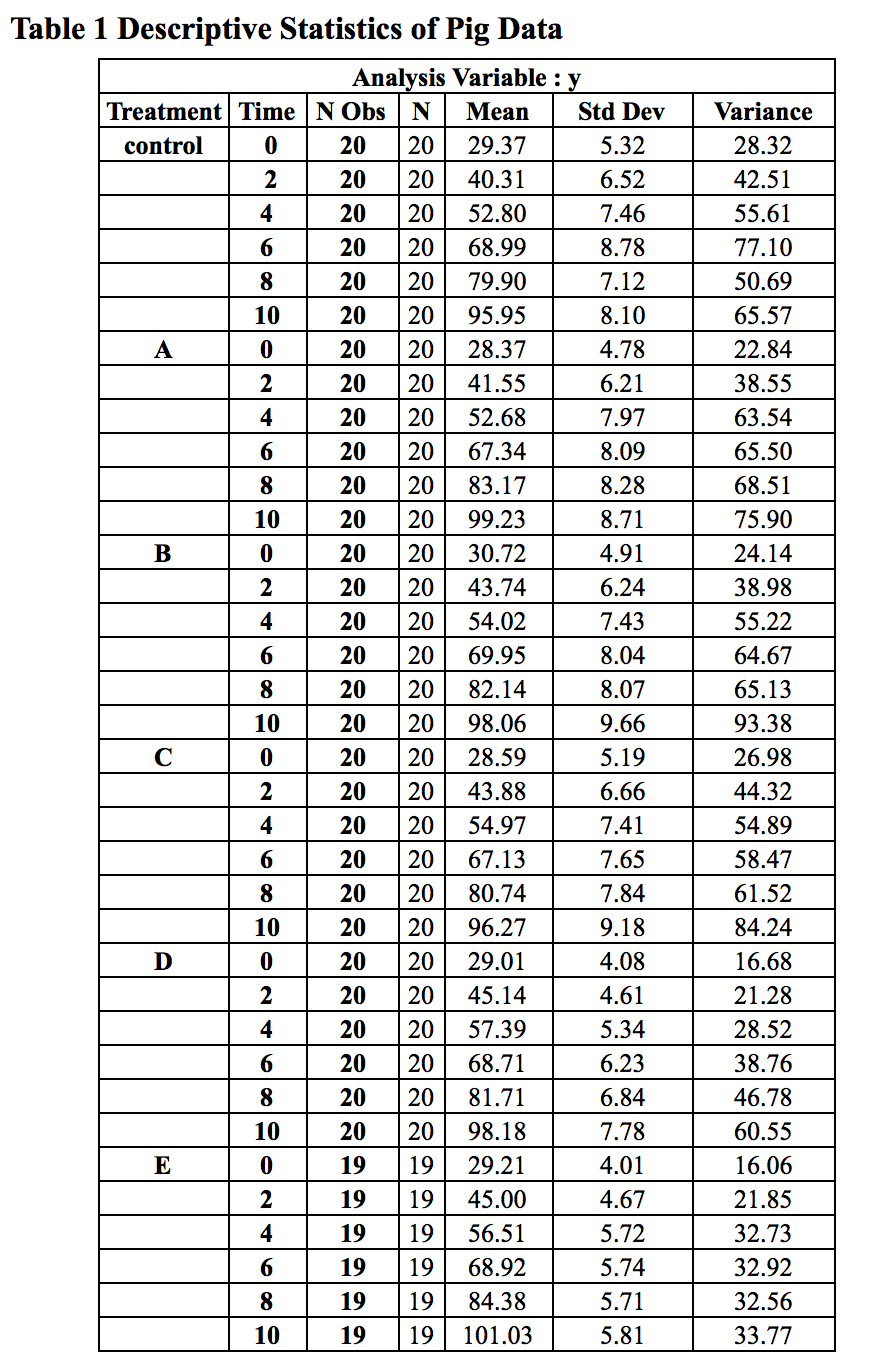 Table 1 Descriptive Statistics of Pig Data
Analysis Variable : y
Treatment Time N Obs N Mean Std Dev Variance
control 0 20 20 29.37 5.32 28.32
2 20 20 40.31 6.52 42.51
4 20 20 52.80 7.46 55.61
6 20 20 68.99 8.78 77.10
8 20 20 79.90 7.12 50.69
10 20 20 95.95 8.10 65.57
A 0 20 20 28.37 4.78 22.84
2 20 20 41.55 6.21 38.55
4 20 20 52.68 7.97 63.54
6 20 20 67.34 8.09 65.50
8 20 20 83.17 8.28 68.51
10 20 20 99.23 8.71 75.90
B 0 20 20 30.72 4.91 24.14
2 20 20 43.74 6.24 38.98
4 20 20 54.02 7.43 55.22
6 20 20 69.95 8.04 64.67
8 20 20 82.14 8.07 65.13
10 20 20 98.06 9.66 93.38
C 0 20 20 28.59 5.19 26.98
2 20 20 43.88 6.66 44.32
4 20 20 54.97 7.41 54.89
6 20 20 67.13 7.65 58.47
8 20 20 80.74 7.84 61.52
10 20 20 96.27 9.18 84.24
D 0 20 20 29.01 4.08 16.68
2 20 20 45.14 4.61 21.28
4 20 20 57.39 5.34 28.52
6 20 20 68.71 6.23 38.76
8 20 20 81.71 6.84 46.78
10 20 20 98.18 7.78 60.55
E 0 19 19 29.21 4.01 16.06
2 19 19 45.00 4.67 21.85
4 19 19 56.51 5.72 32.73
6 19 19 68.92 5.74 32.92
8 19 19 84.38 5.71 32.56
10 19 19 101.03 5.81 33.77